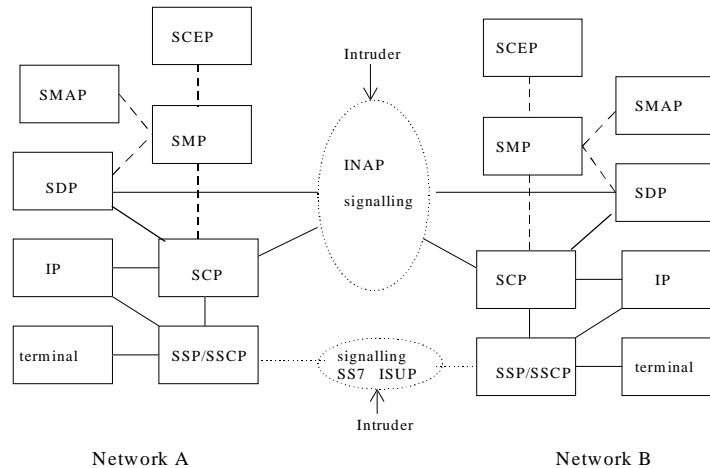 SCEP
SCEP
Intruder
SMAP
SMAP
SMP
SMP
INAP
signalling
SDP
SDP
IP
SCP
SCP
IP
terminal
SSP/SSCP
signalling
SS7 ISUP
SSP/SSCP
terminal
Intruder
Network A
Network B